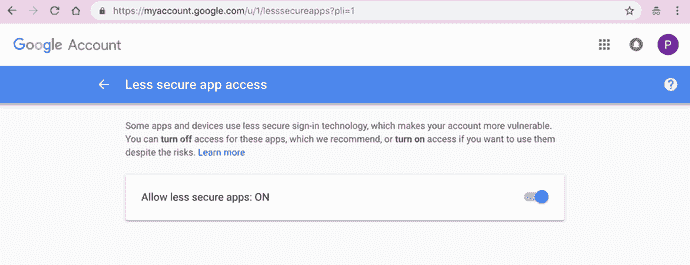 https://myaccount.google.com/u/1/lesssecureapps?pli=1
Google Account
P
Less secure app access
?
Some apps and devices use less secure sign-in technology, which makes your account more vulnerable.
You can turn off access for these apps, which we recommend, or turn on access if you want to use them
despite the risks. Learn more
Allow less secure apps: ON